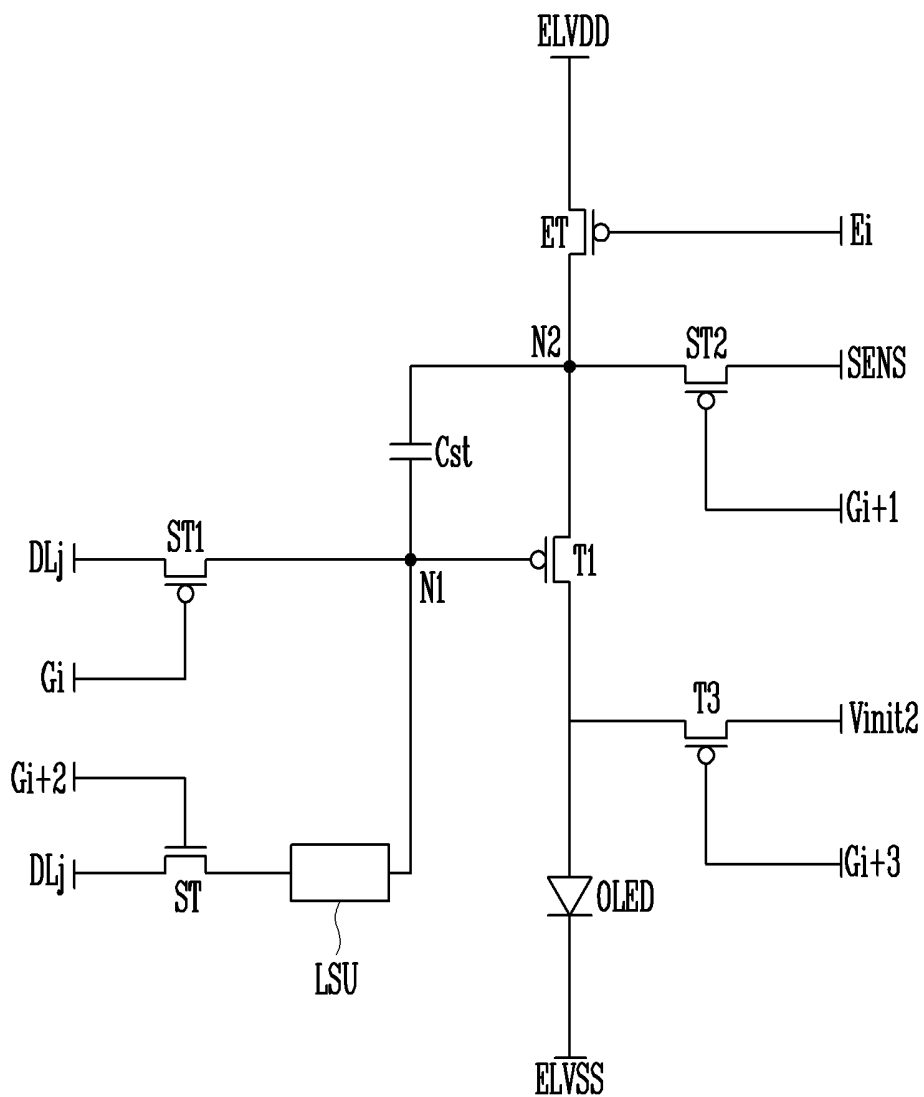 ELVDD
ET
Ei
N2
ST2
SENS
Cst
Gi+1
DLj
ST1
T1
N1
Gi
T3
Vinit2
Gi+2
DLj
ST
Gi+3
OLED
LSU
ELVSS